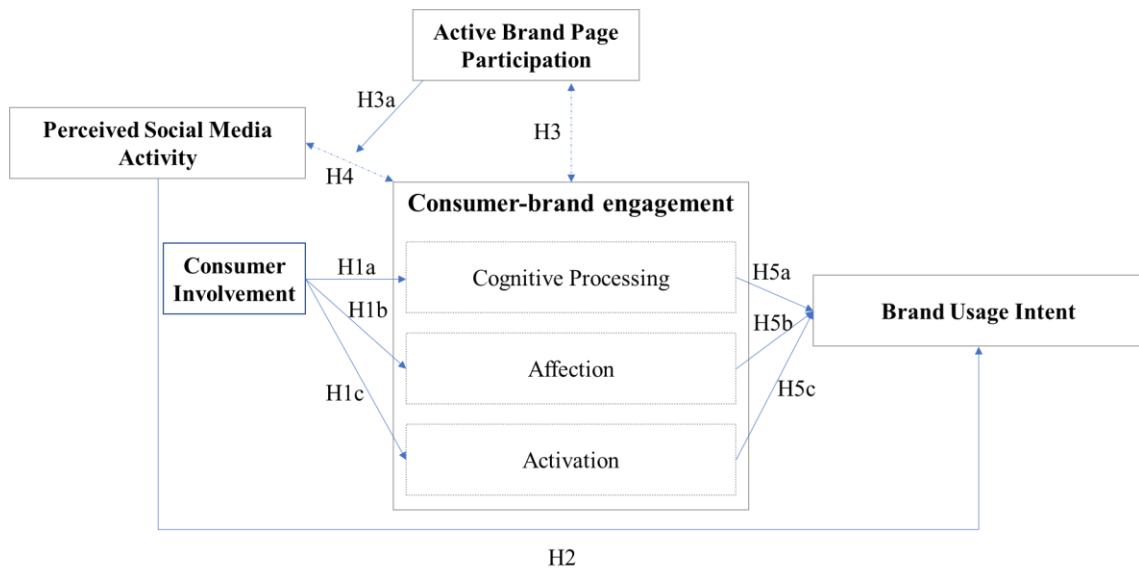 Active Brand Page
Participation
H3a
Perceived Social Media
Activity
H3
H4
Consumer-brand engagement
Consumer
Involvement
H1a
Cognitive Processing
H5a
H1b
Brand Usage Intent
H5b
Affection
H1c
H5c
Activation
H2